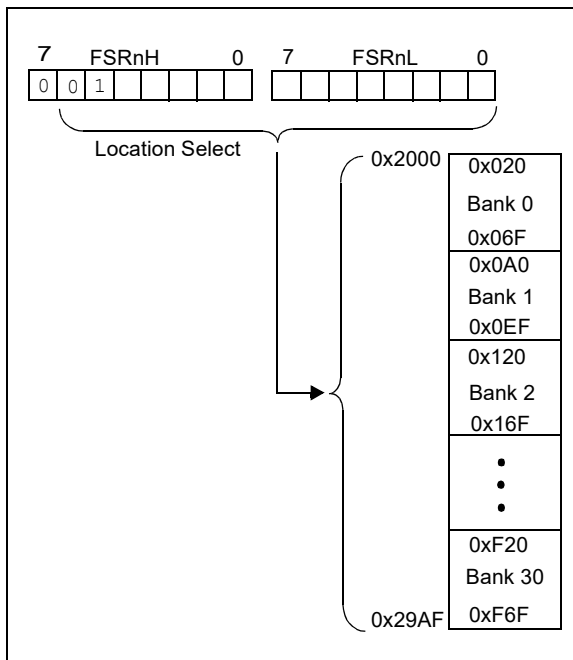 7 FSRnH 0 7 FSRnL 0
0 0 1
Location Select
0x2000
0x020
Bank 0
0x06F
0x0A0
Bank 1
0x0EF
0x120
Bank 2
0x16F
0xF20
Bank 30
0xF6F
0x29AF